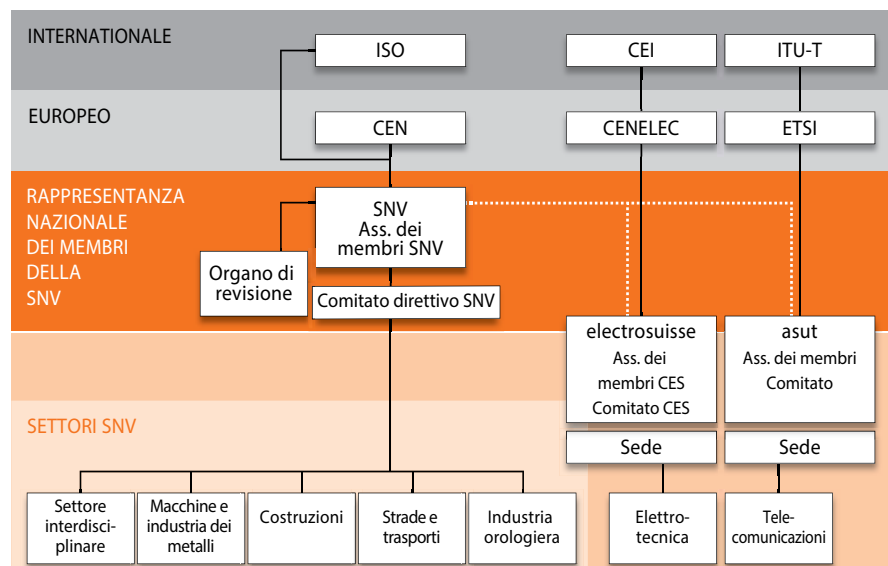 INTERNATIONALE
ISO
CEI
ITU-T
EUROPEO
CEN
CENELEC
ETSI
RAPPRESENTANZA
NAZIONALE
DEI MEMBRI
DELLA
SNV
SNV
Ass. dei
membri SNV
Organo di
revisione
Comitato direttivo SNV
electrosuisse
Ass. dei
membri CES
Comitato CES
asut
Ass. dei membri
Comitato
SETTORI SNV
Sede
Sede
Settore
interdisci-
plinare
Macchine e
industria dei
metalli
Costruzioni
Strade e
trasporti
Industria
orologiera
Elettro-
tecnica
Tele-
comunicazioni